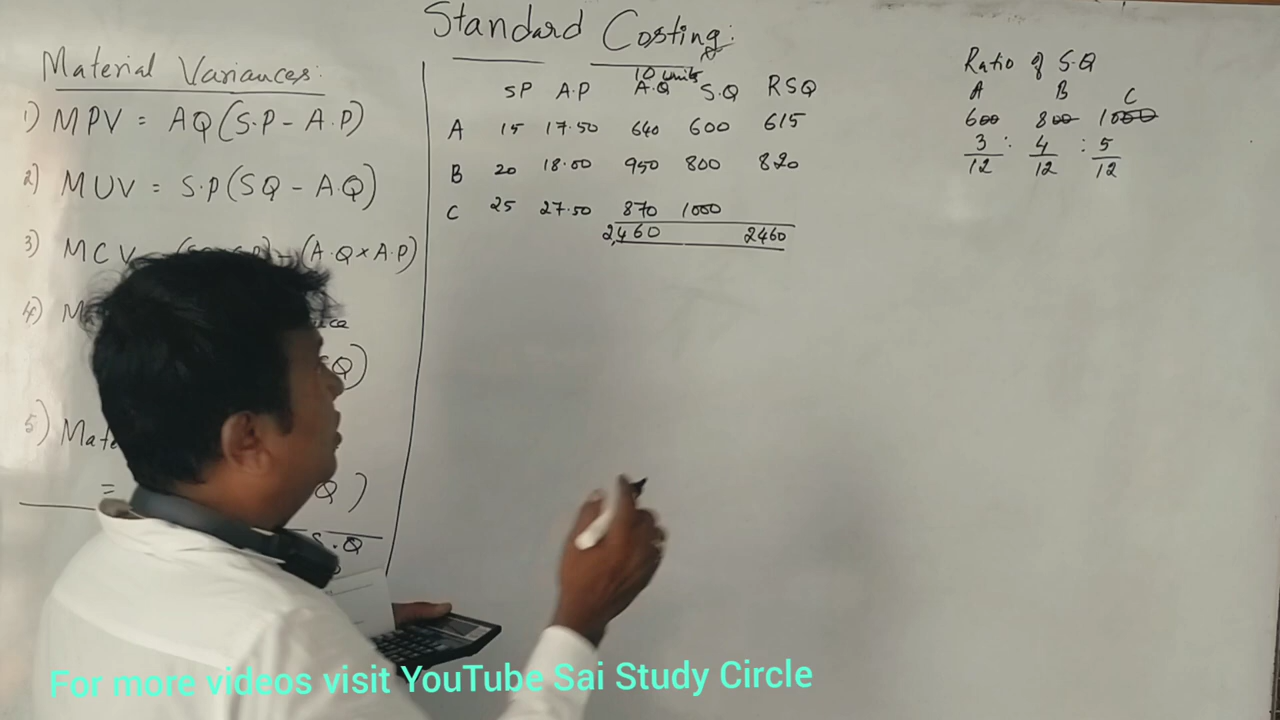 Standard Costing:
Material Variances:
1) MPV = AQ(S.P - A.P)
2) MUV = S.P(SQ - A.Q)
3) MCV - (A.Q x A.P)
4)
Q)
5) Mate
= Q )
S.Q
10 units
SP A.P A.Q S.Q RSQ
A 15 17.50 640 600 615
B 20 18.00 950 800 820
C 25 27.50 870 1000
2,460 2460
Ratio of S.Q
A B C
600 800 1000
3 : 4 : 5
12 12 12
For more videos visit YouTube Sai Study Circle